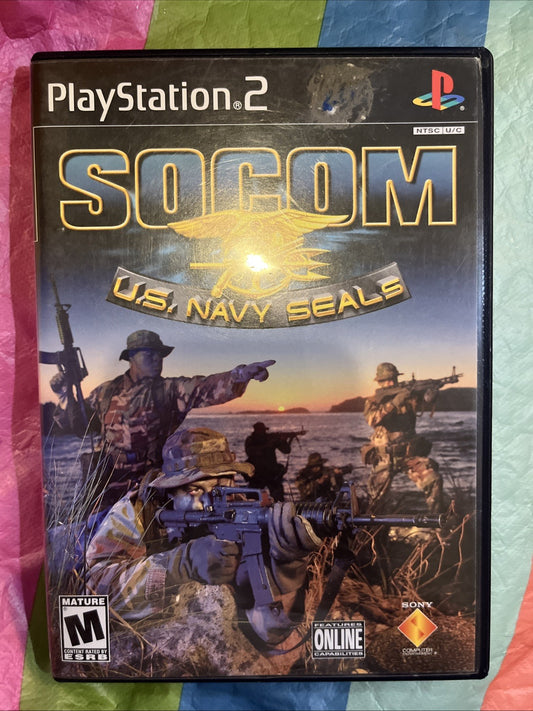 PlayStation®2
NTSC U/C
SOCOM
U.S. NAVY SEALS
MATURE
M
CONTENT RATED BY
ESRB
FEATURES
ONLINE
CAPABILITIES
SONY
COMPUTER
ENTERTAINMENT